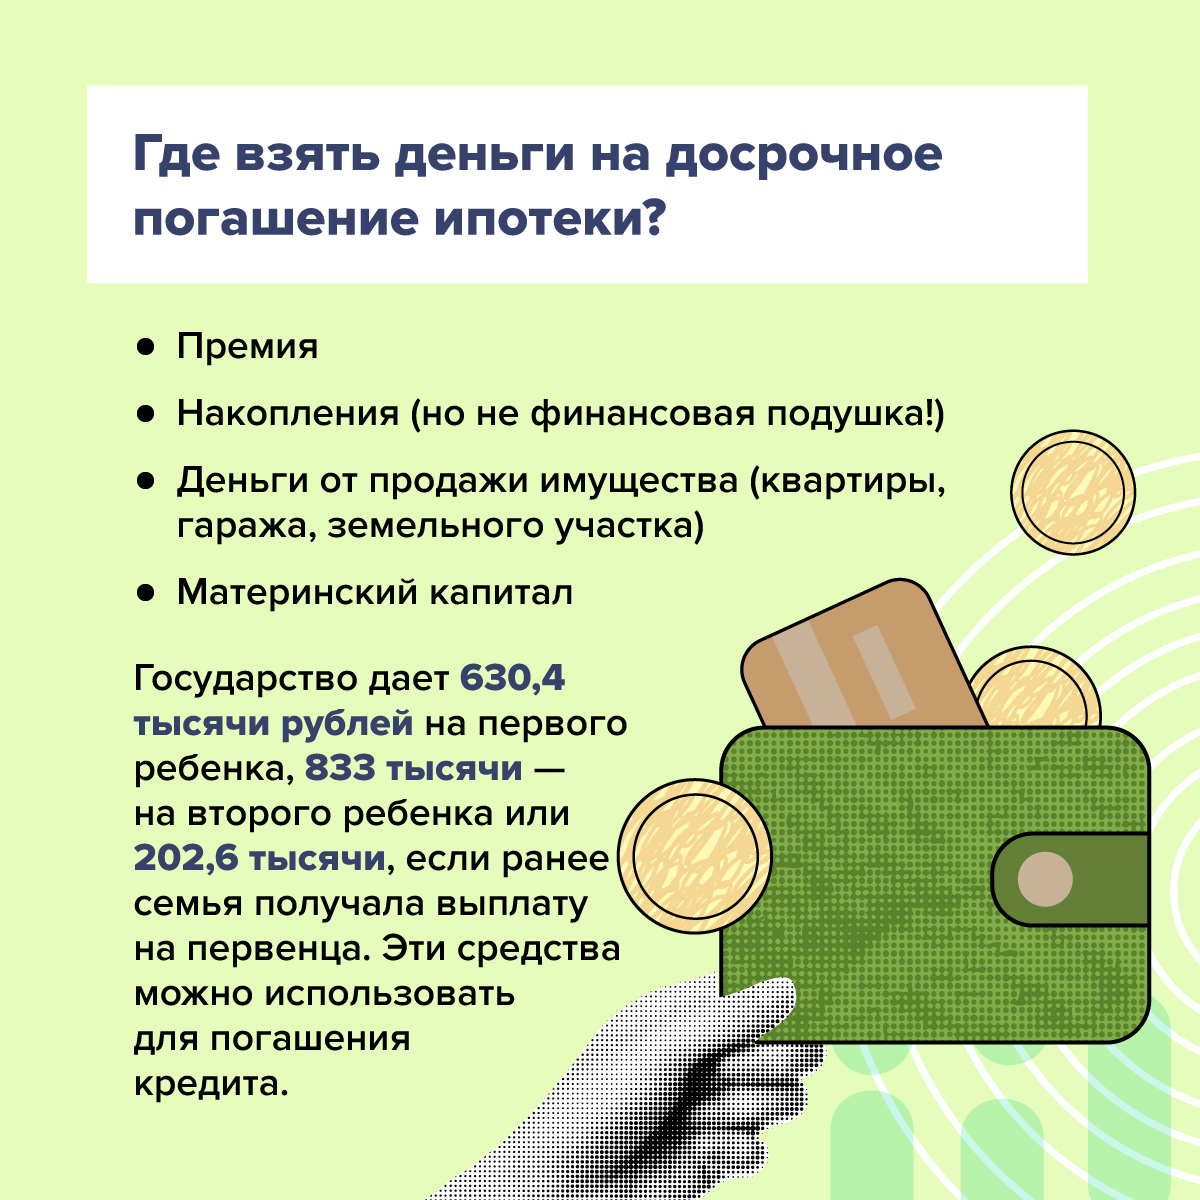 Где взять деньги на досрочное
погашение ипотеки?
● Премия
● Накопления (но не финансовая подушка!)
● Деньги от продажи имущества (квартиры,
гаража, земельного участка)
● Материнский капитал
Государство дает 630,4
тысячи рублей на первого
ребенка, 833 тысячи —
на второго ребенка или
202,6 тысячи, если ранее
семья получала выплату
на первенца. Эти средства
можно использовать
для погашения
кредита.